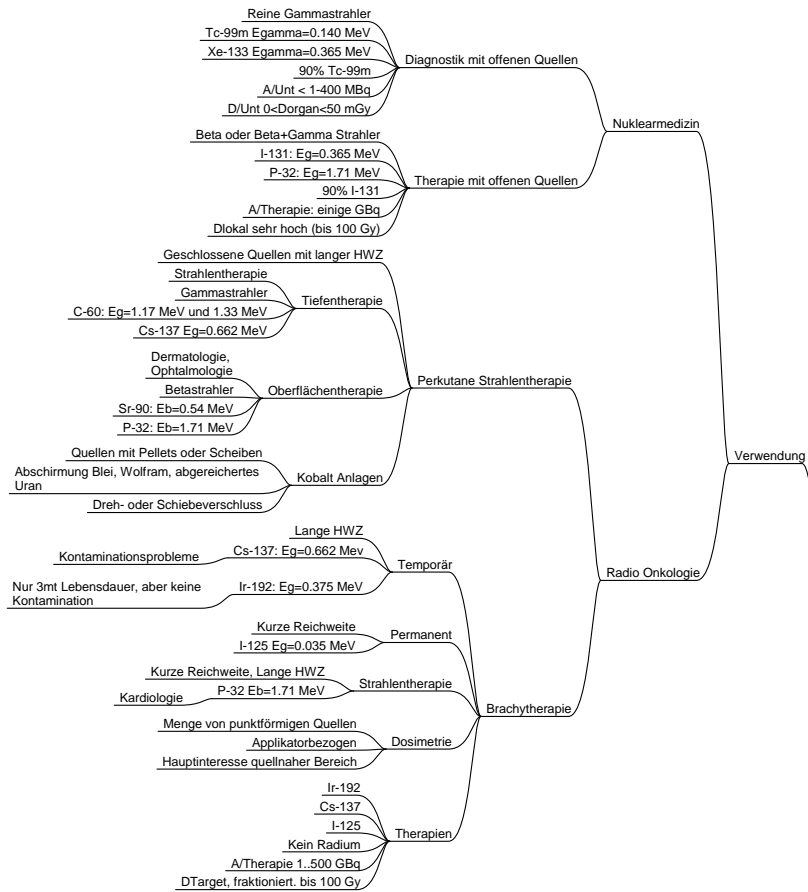 Reine Gammastrahler
Tc-99m Egamma=0.140 MeV
Xe-133 Egamma=0.365 MeV
90% Tc-99m
A/Unt < 1-400 MBq
D/Unt 0<Dorgan<50 mGy
Diagnostik mit offenen Quellen
Nuklearmedizin
Beta oder Beta+Gamma Strahler
I-131: Eg=0.365 MeV
P-32: Eg=1.71 MeV
90% I-131
A/Therapie: einige GBq
Dlokal sehr hoch (bis 100 Gy)
Therapie mit offenen Quellen
Geschlossene Quellen mit langer HWZ
Strahlentherapie
Gammastrahler
C-60: Eg=1.17 MeV und 1.33 MeV
Cs-137 Eg=0.662 MeV
Tiefentherapie
Dermatologie,
Ophtalmologie
Betastrahler
Sr-90: Eb=0.54 MeV
P-32: Eb=1.71 MeV
Oberflächentherapie
Perkutane Strahlentherapie
Quellen mit Pellets oder Scheiben
Abschirmung Blei, Wolfram, abgereichertes
Uran
Dreh- oder Schiebeverschluss
Kobalt Anlagen
Verwendung
Lange HWZ
Kontaminationsprobleme
Cs-137: Eg=0.662 Mev
Nur 3mt Lebensdauer, aber keine
Kontamination
Ir-192: Eg=0.375 MeV
Temporär
Radio Onkologie
Kurze Reichweite
I-125 Eg=0.035 MeV
Permanent
Kurze Reichweite, Lange HWZ
Kardiologie
P-32 Eb=1.71 MeV
Strahlentherapie
Brachytherapie
Menge von punktförmigen Quellen
Applikatorbezogen
Hauptinteresse quellnaher Bereich
Dosimetrie
Ir-192
Cs-137
I-125
Kein Radium
A/Therapie 1..500 GBq
DTarget, fraktioniert. bis 100 Gy
Therapien